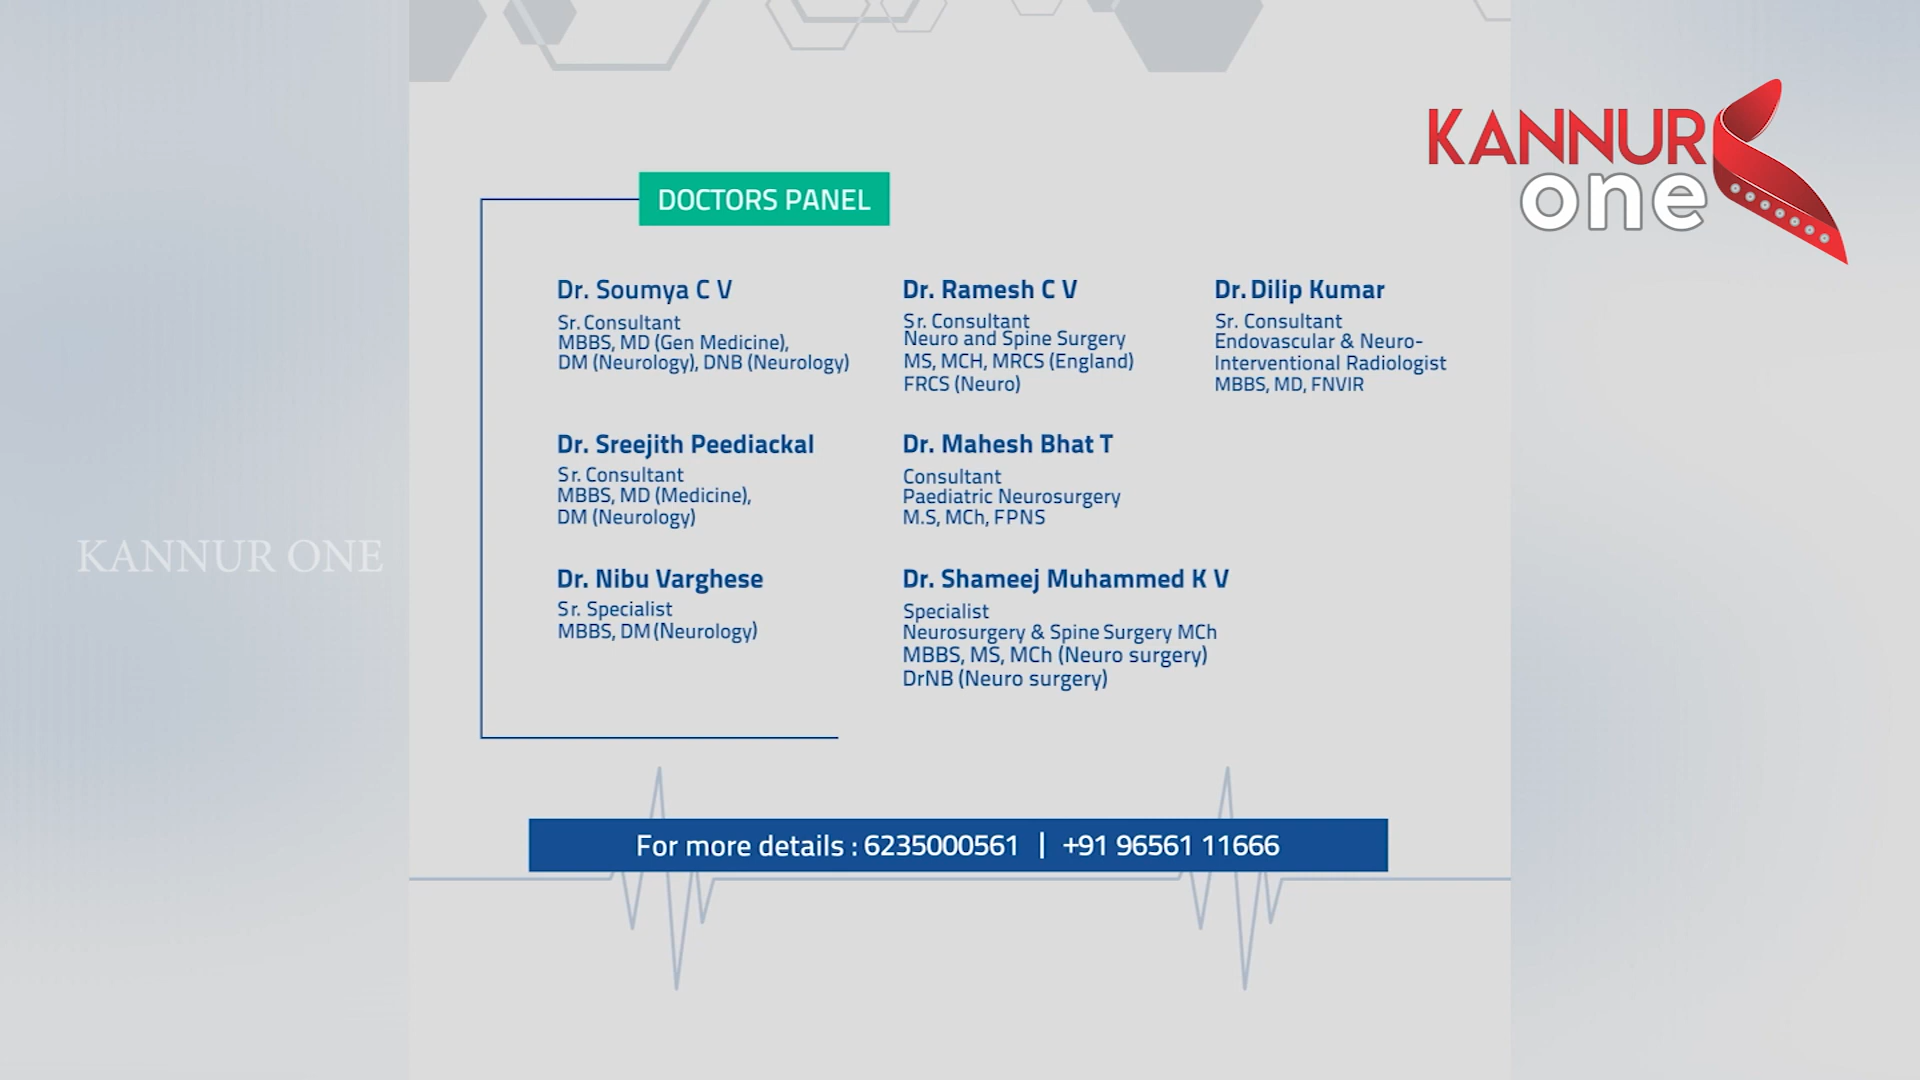 KANNUR
one
DOCTORS PANEL
Dr. Soumya C V
Sr. Consultant
MBBS, MD (Gen Medicine),
DM (Neurology), DNB (Neurology)
Dr. Ramesh C V
Sr. Consultant
Neuro and Spine Surgery
MS, MCH, MRCS (England)
FRCS (Neuro)
Dr. Dilip Kumar
Sr. Consultant
Endovascular & Neuro-
Interventional Radiologist
MBBS, MD, FNVIR
Dr. Sreejith Peediackal
Sr. Consultant
MBBS, MD (Medicine),
DM (Neurology)
Dr. Mahesh Bhat T
Consultant
Paediatric Neurosurgery
M.S, MCh, FPNS
KANNUR ONE
Dr. Nibu Varghese
Sr. Specialist
MBBS, DM (Neurology)
Dr. Shameej Muhammed K V
Specialist
Neurosurgery & Spine Surgery MCh
MBBS, MS, MCh (Neuro surgery)
DrNB (Neuro surgery)
For more details : 6235000561 | +91 96561 11666